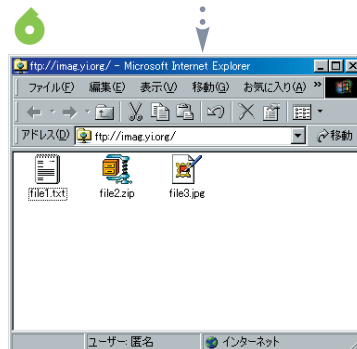 6
ftp://imag.yi.org/ - Microsoft Internet Explorer
ファイル(F) 編集(E) 表示(V) 移動(G) お気に入り(A) »
アドレス(D) ftp://imag.yi.org/ 移動
file1.txt file2.zip file3.jpg
ユーザー: 匿名 インターネット